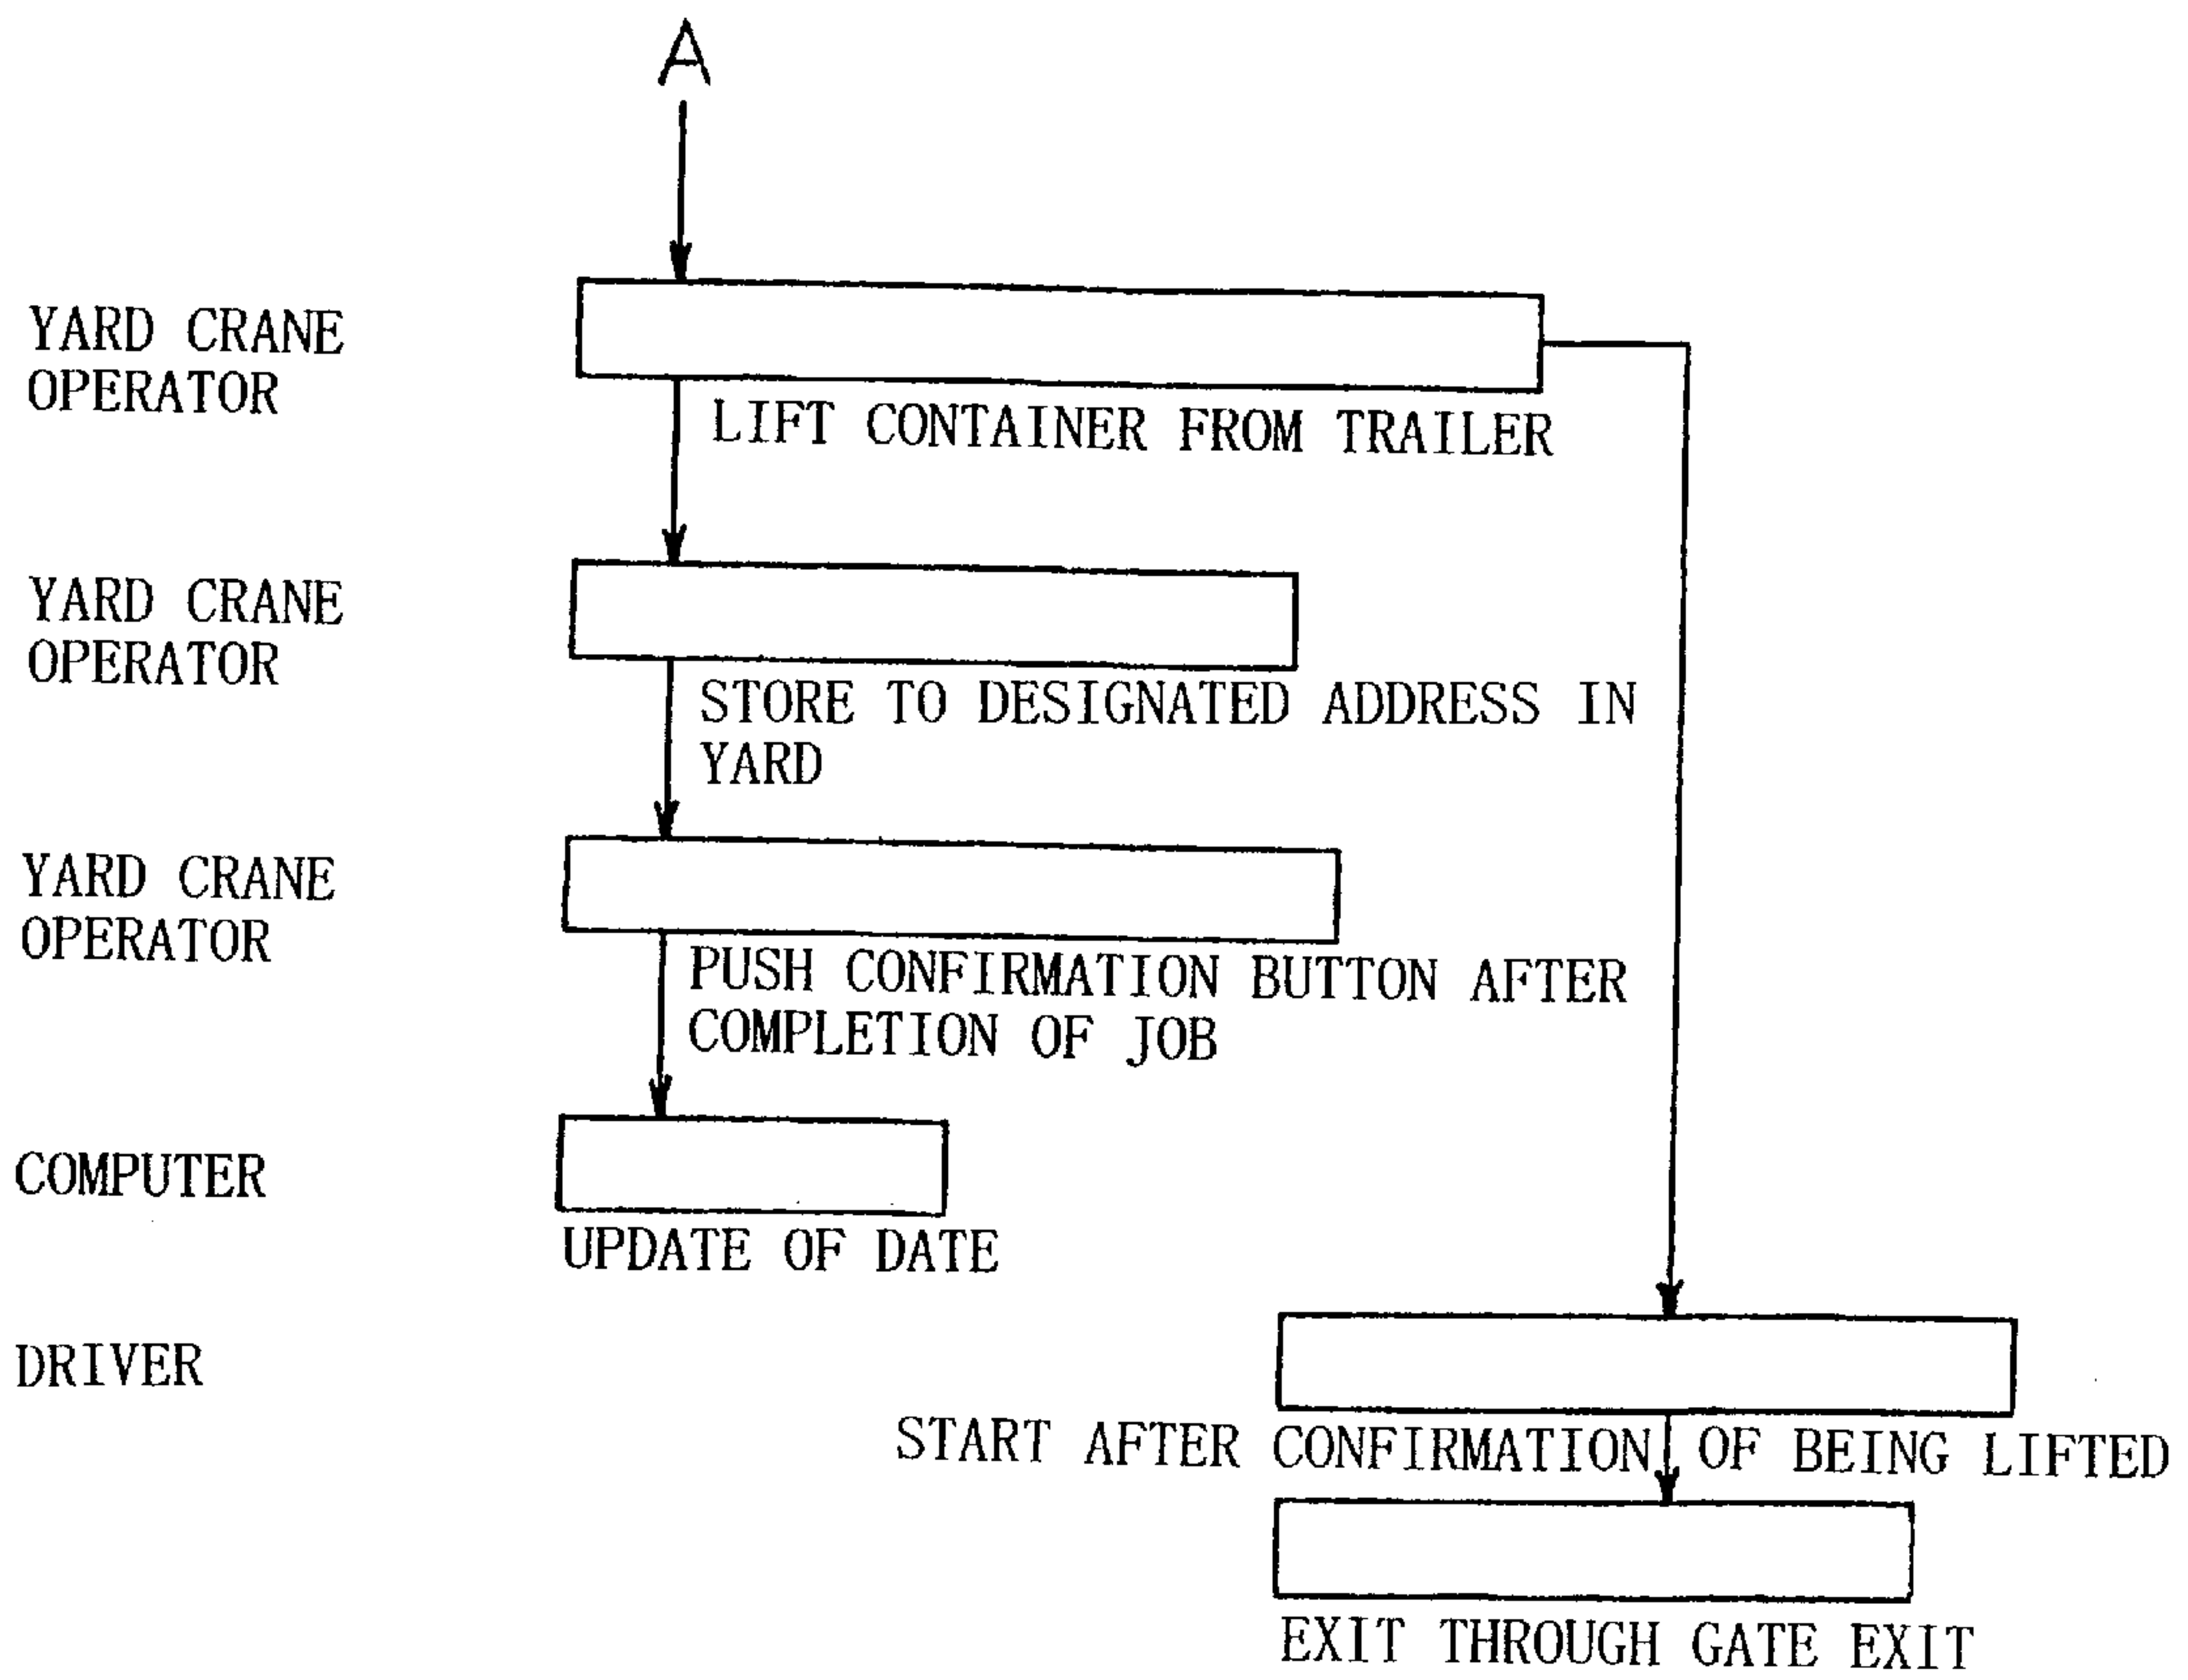 A
YARD CRANE
OPERATOR
LIFT CONTAINER FROM TRAILER
YARD CRANE
OPERATOR
STORE TO DESIGNATED ADDRESS IN
YARD
YARD CRANE
OPERATOR
PUSH CONFIRMATION BUTTON AFTER
COMPLETION OF JOB
COMPUTER
UPDATE OF DATE
DRIVER
START AFTER CONFIRMATION OF BEING LIFTED
EXIT THROUGH GATE EXIT